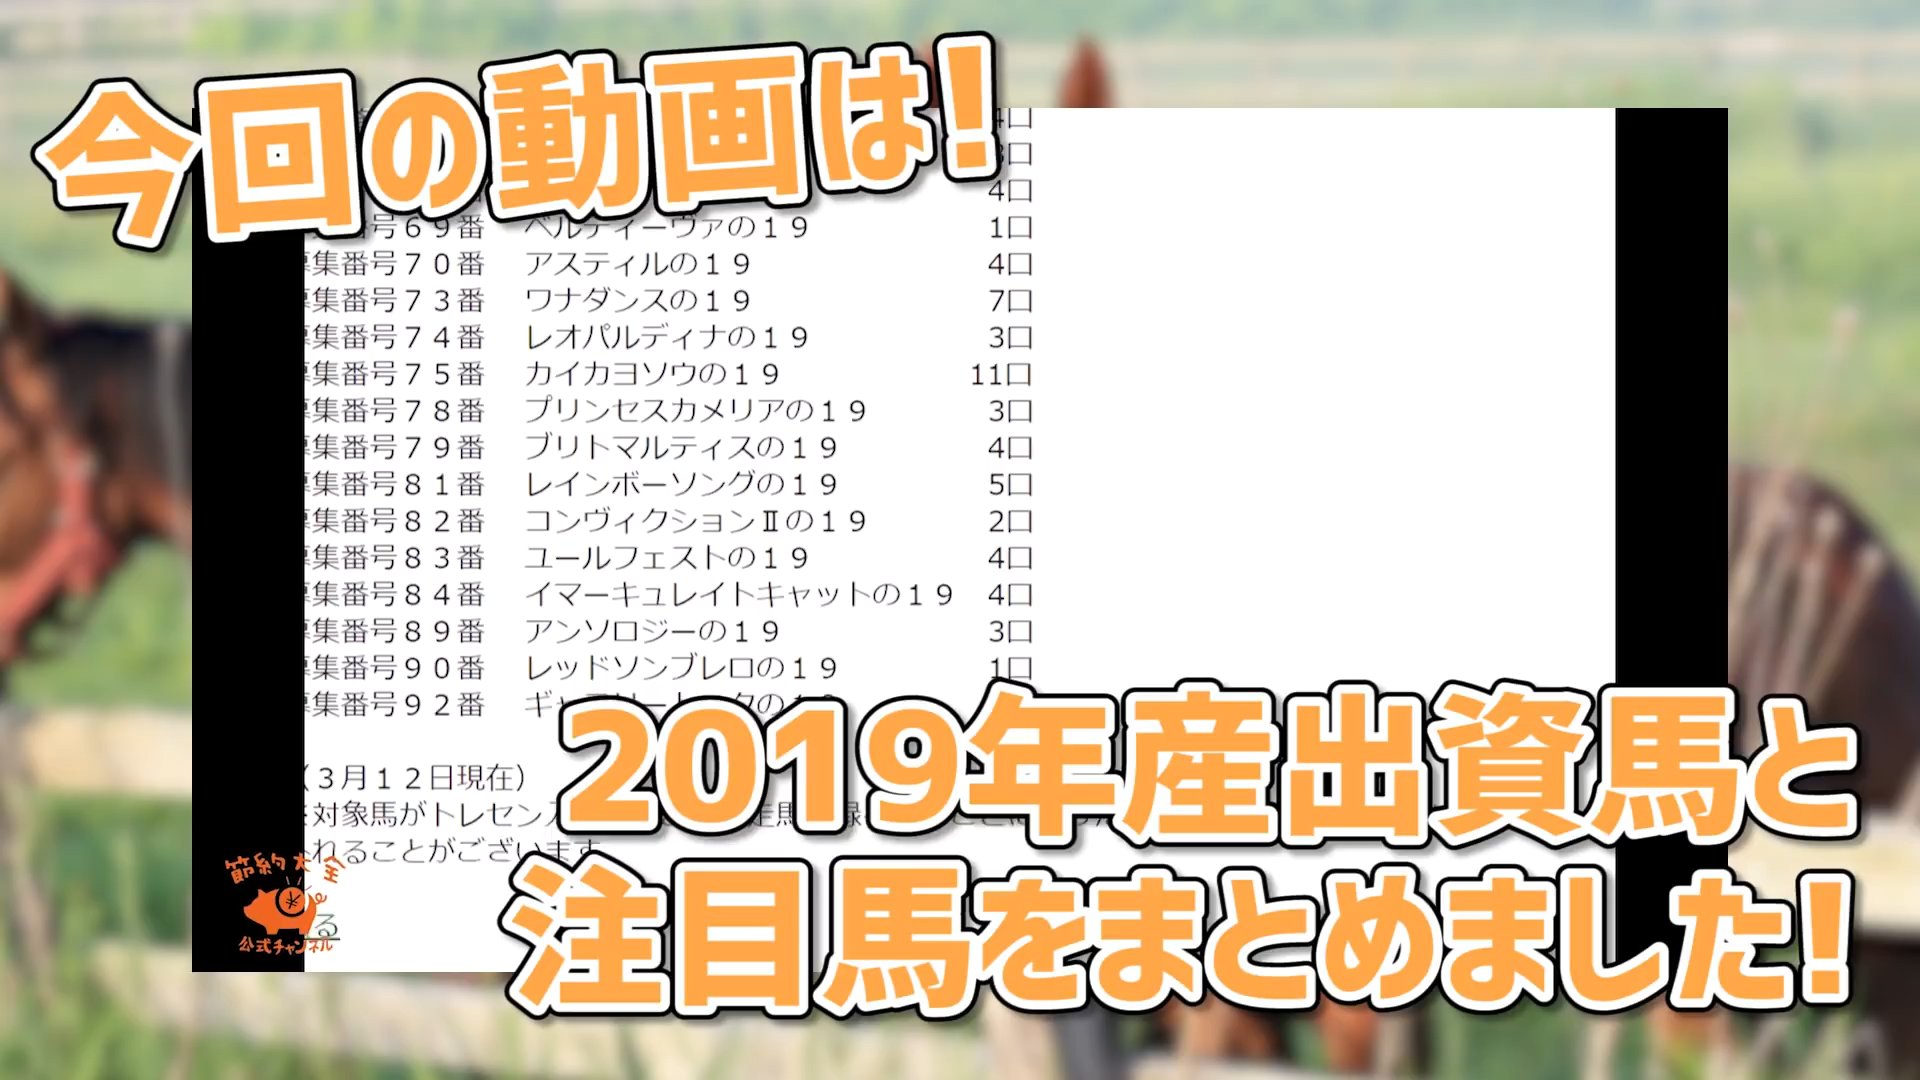 今回の動画は!
4口
3口
4口
号69番 ベルディーヴァの19 1口
募集番号70番 アスティルの19 4口
募集番号73番 ワナダンスの19 7口
募集番号74番 レオパルディナの19 3口
募集番号75番 カイカヨソウの19 11口
募集番号78番 プリンセスカメリアの19 3口
募集番号79番 ブリトマルティスの19 4口
募集番号81番 レインボーソングの19 5口
募集番号82番 コンヴィクションⅡの19 2口
募集番号83番 ユールフェストの19 4口
募集番号84番 イマーキュレイトキャットの19 4口
募集番号89番 アンソロジーの19 3口
募集番号90番 レッドソンブレロの19 1口
募集番号92番
(3月12日現在)
対象馬がトレセン
れることがございます
る
節約大全
公式チャンネル
2019年産出資馬と
注目馬をまとめました!